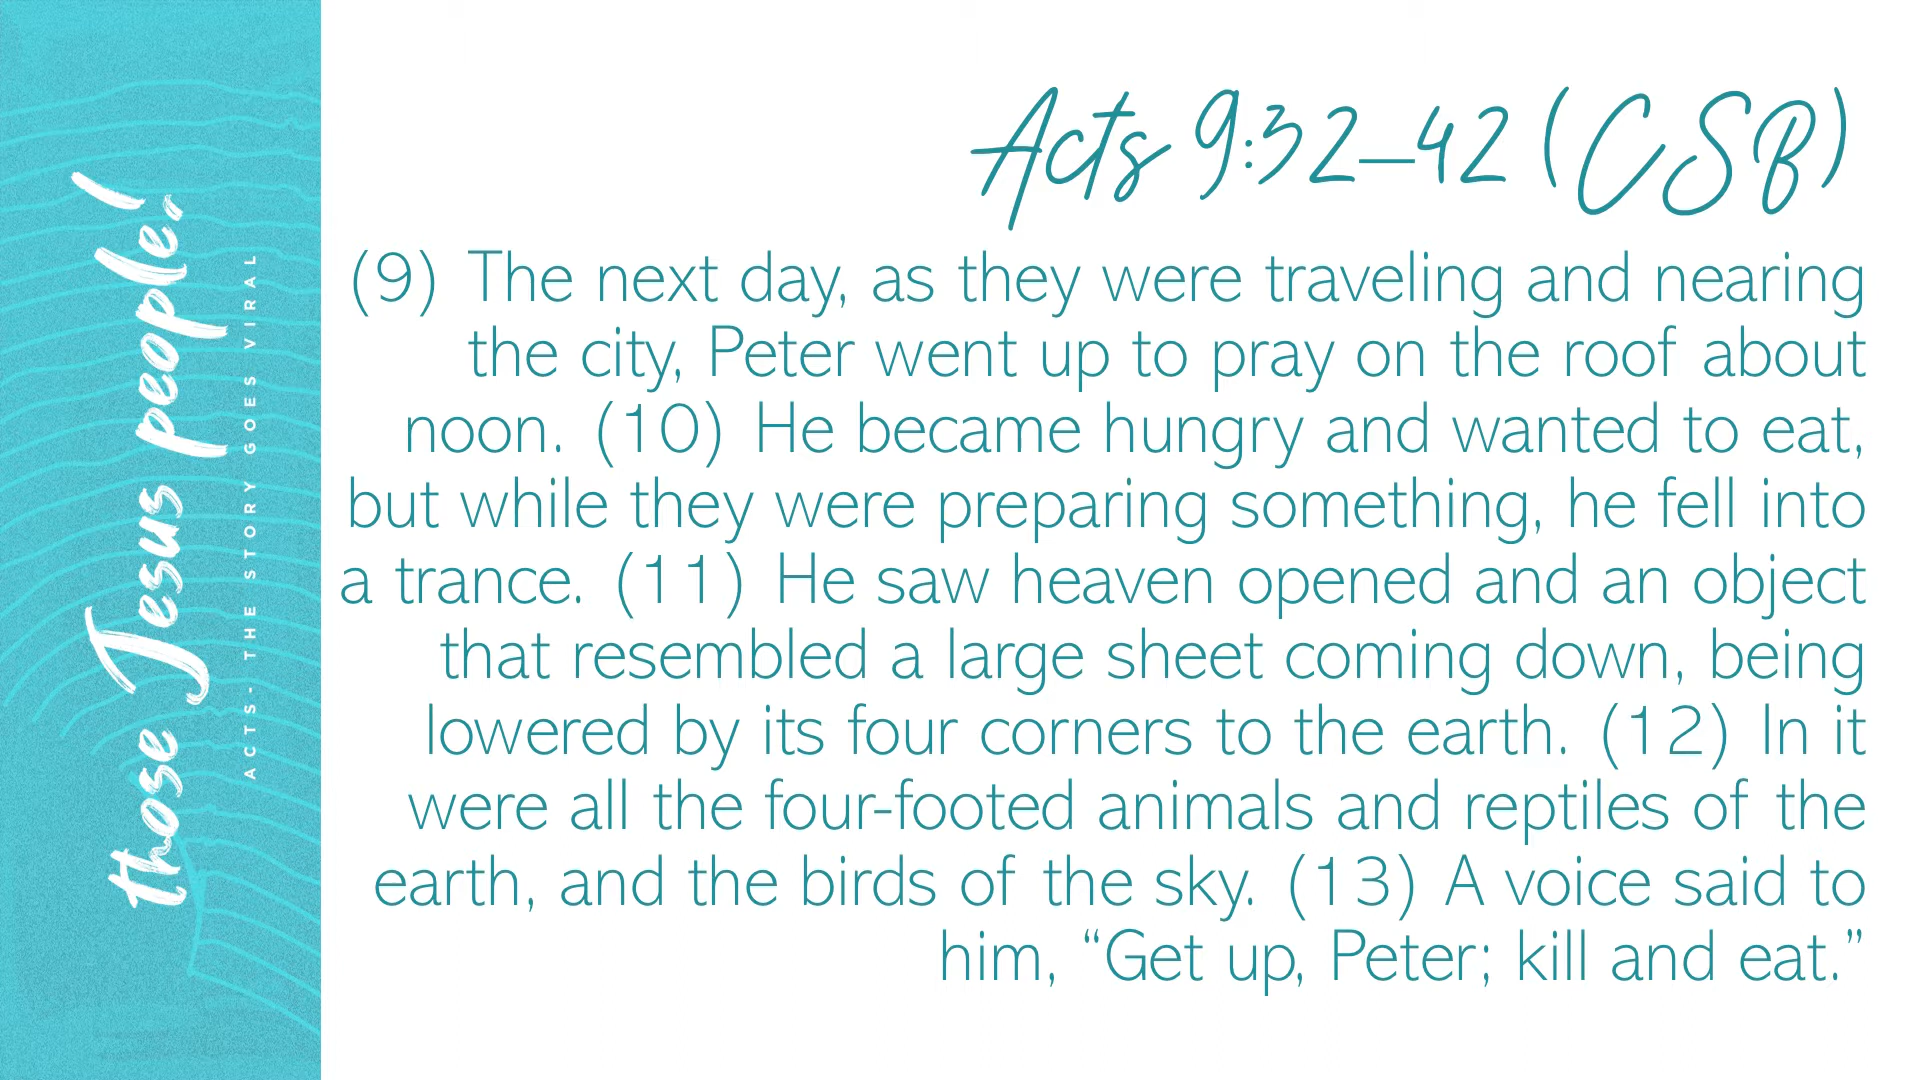 those Jesus people!
ACTS- THE STORY GOES VIRAL
Acts 9:32–42 (CSB)
(9) The next day, as they were traveling and nearing
the city, Peter went up to pray on the roof about
noon. (10) He became hungry and wanted to eat,
but while they were preparing something, he fell into
a trance. (11) He saw heaven opened and an object
that resembled a large sheet coming down, being
lowered by its four corners to the earth. (12) In it
were all the four-footed animals and reptiles of the
earth, and the birds of the sky. (13) A voice said to
him, “Get up, Peter; kill and eat.”